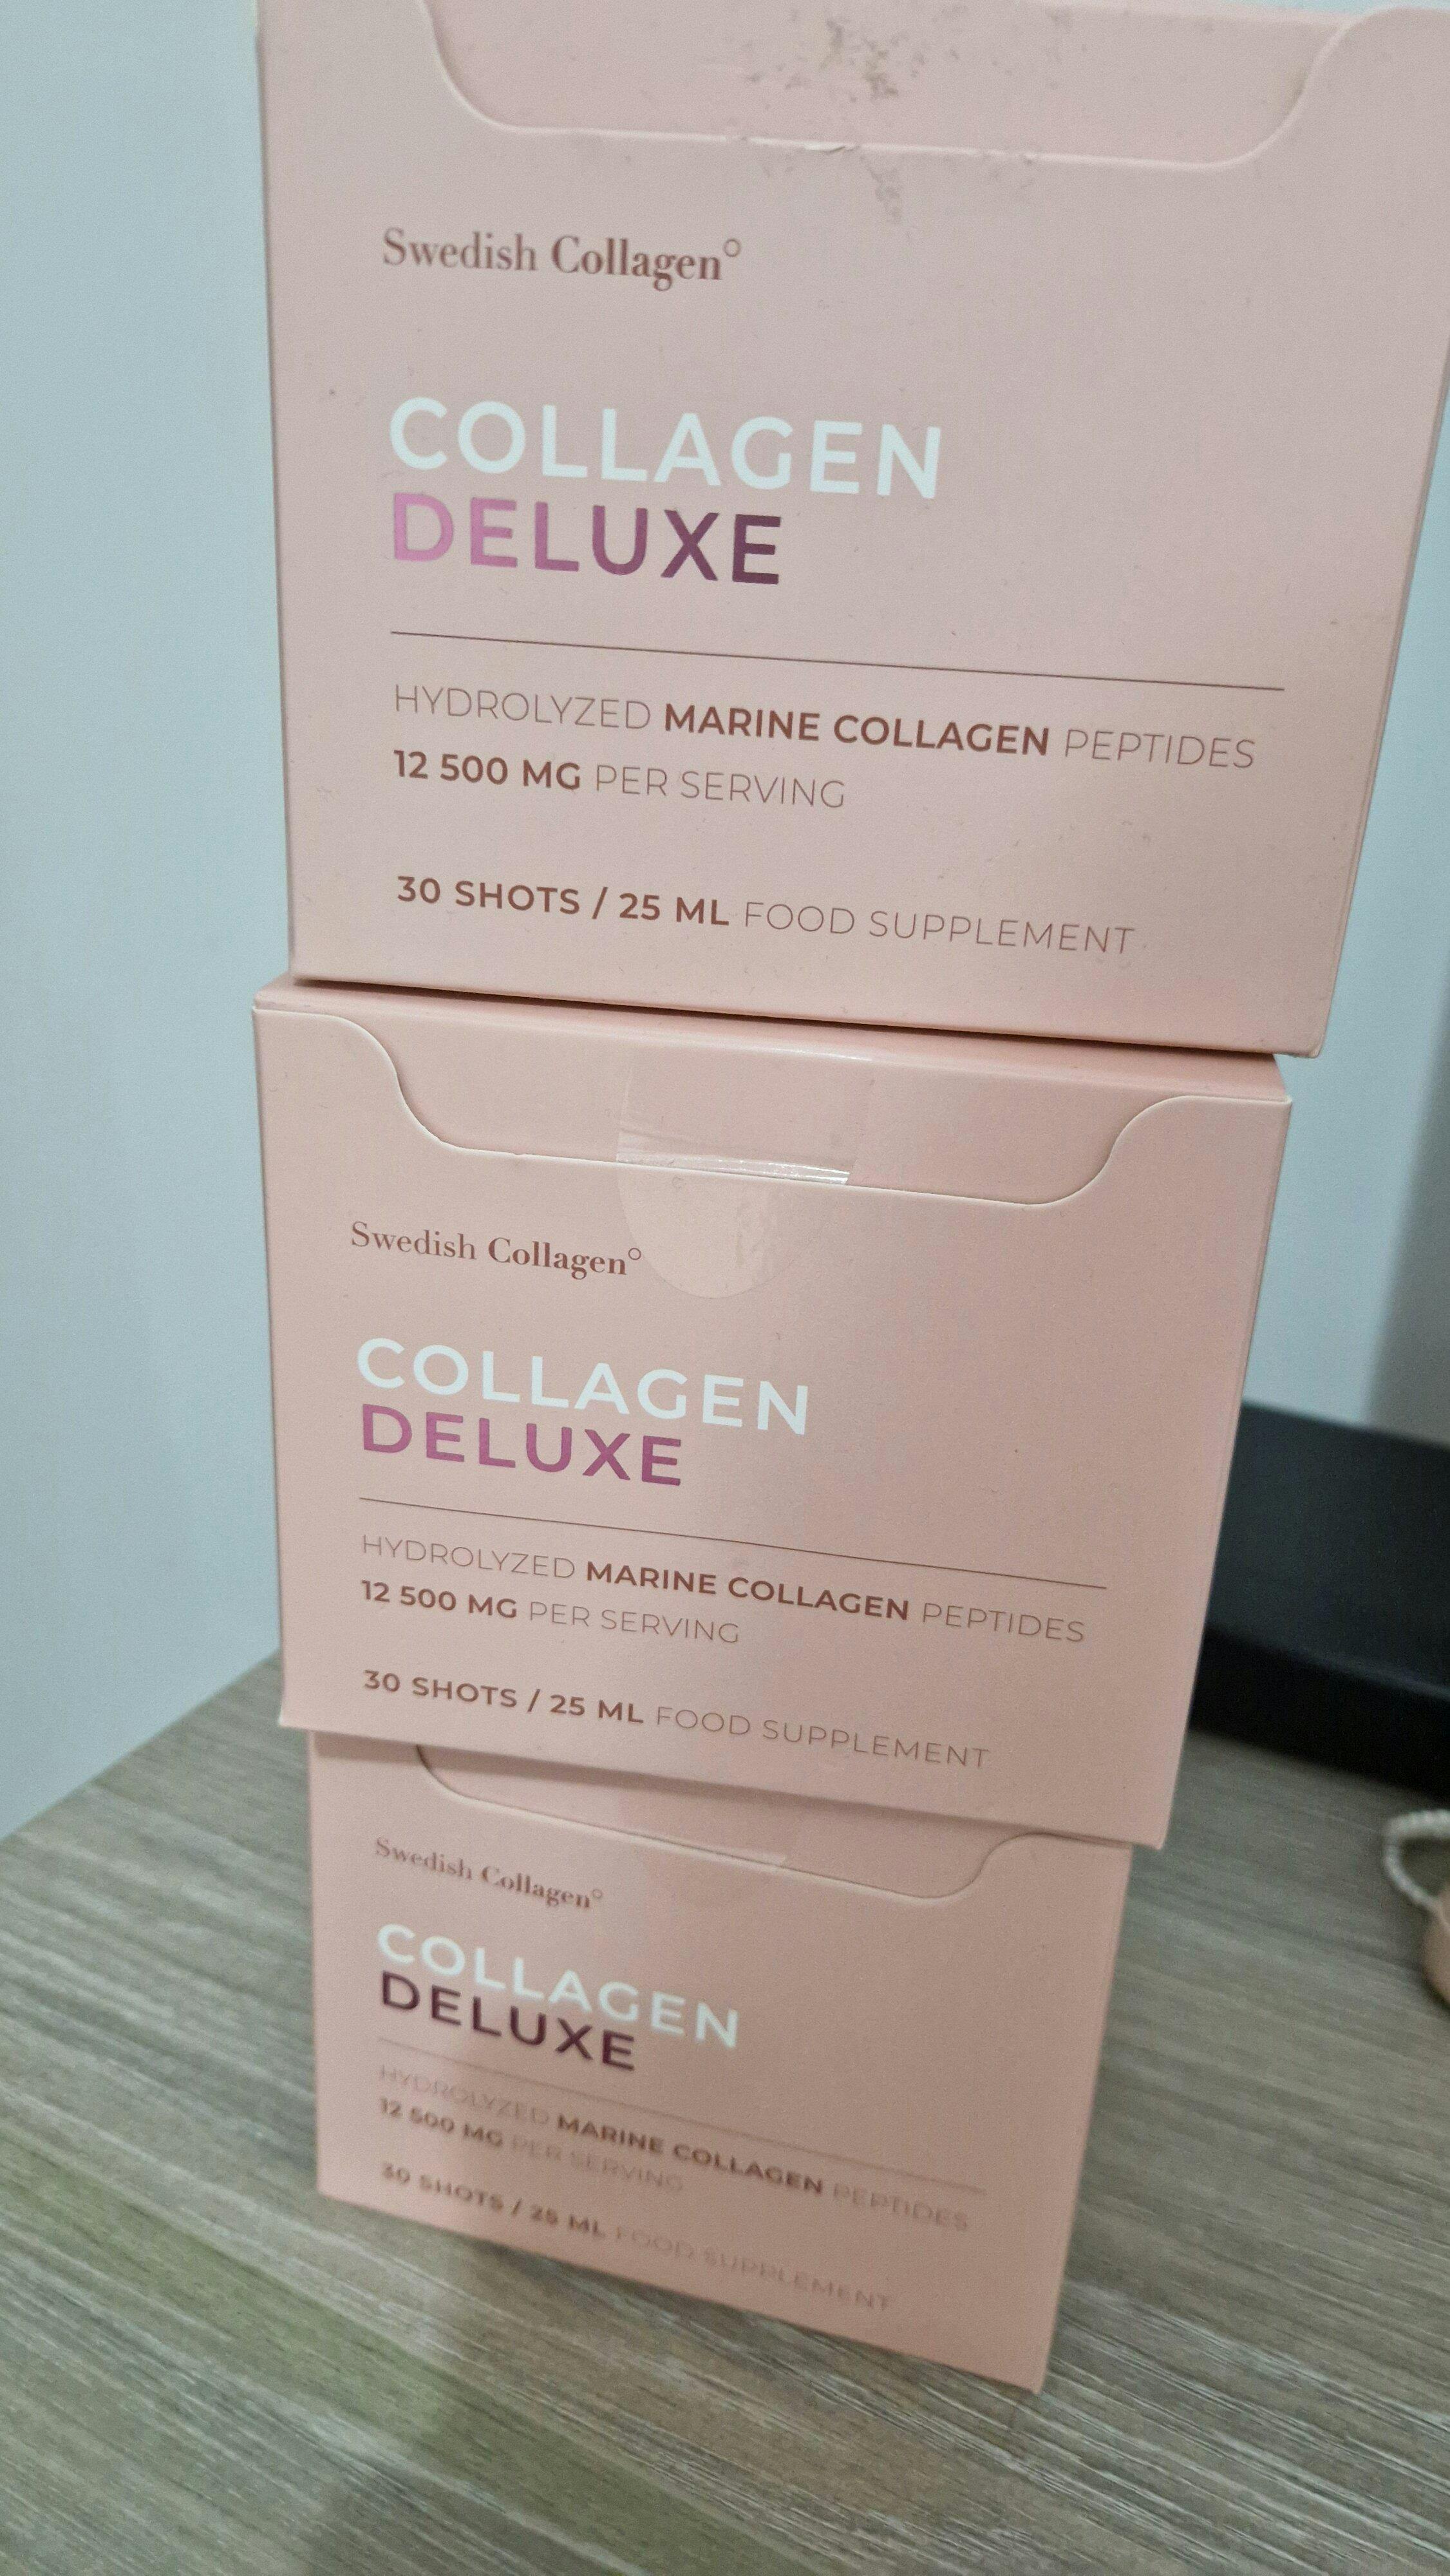 Swedish Collagen°
COLLAGEN
DELUXE
HYDROLYZED MARINE COLLAGEN PEPTIDES
12 500 MG PER SERVING
30 SHOTS / 25 ML FOOD SUPPLEMENT
Swedish Collagen°
COLLAGEN
DELUXE
HYDROLYZED MARINE COLLAGEN PEPTIDES
12 500 MG PER SERVING
30 SHOTS / 25 ML FOOD SUPPLEMENT
Swedish Collagen°
COLLAGEN
DELUXE
HYDROLYZED MARINE COLLAGEN PEPTIDES
12 500 MG PER SERVING
30 SHOTS / 25 ML FOOD SUPPLEMENT